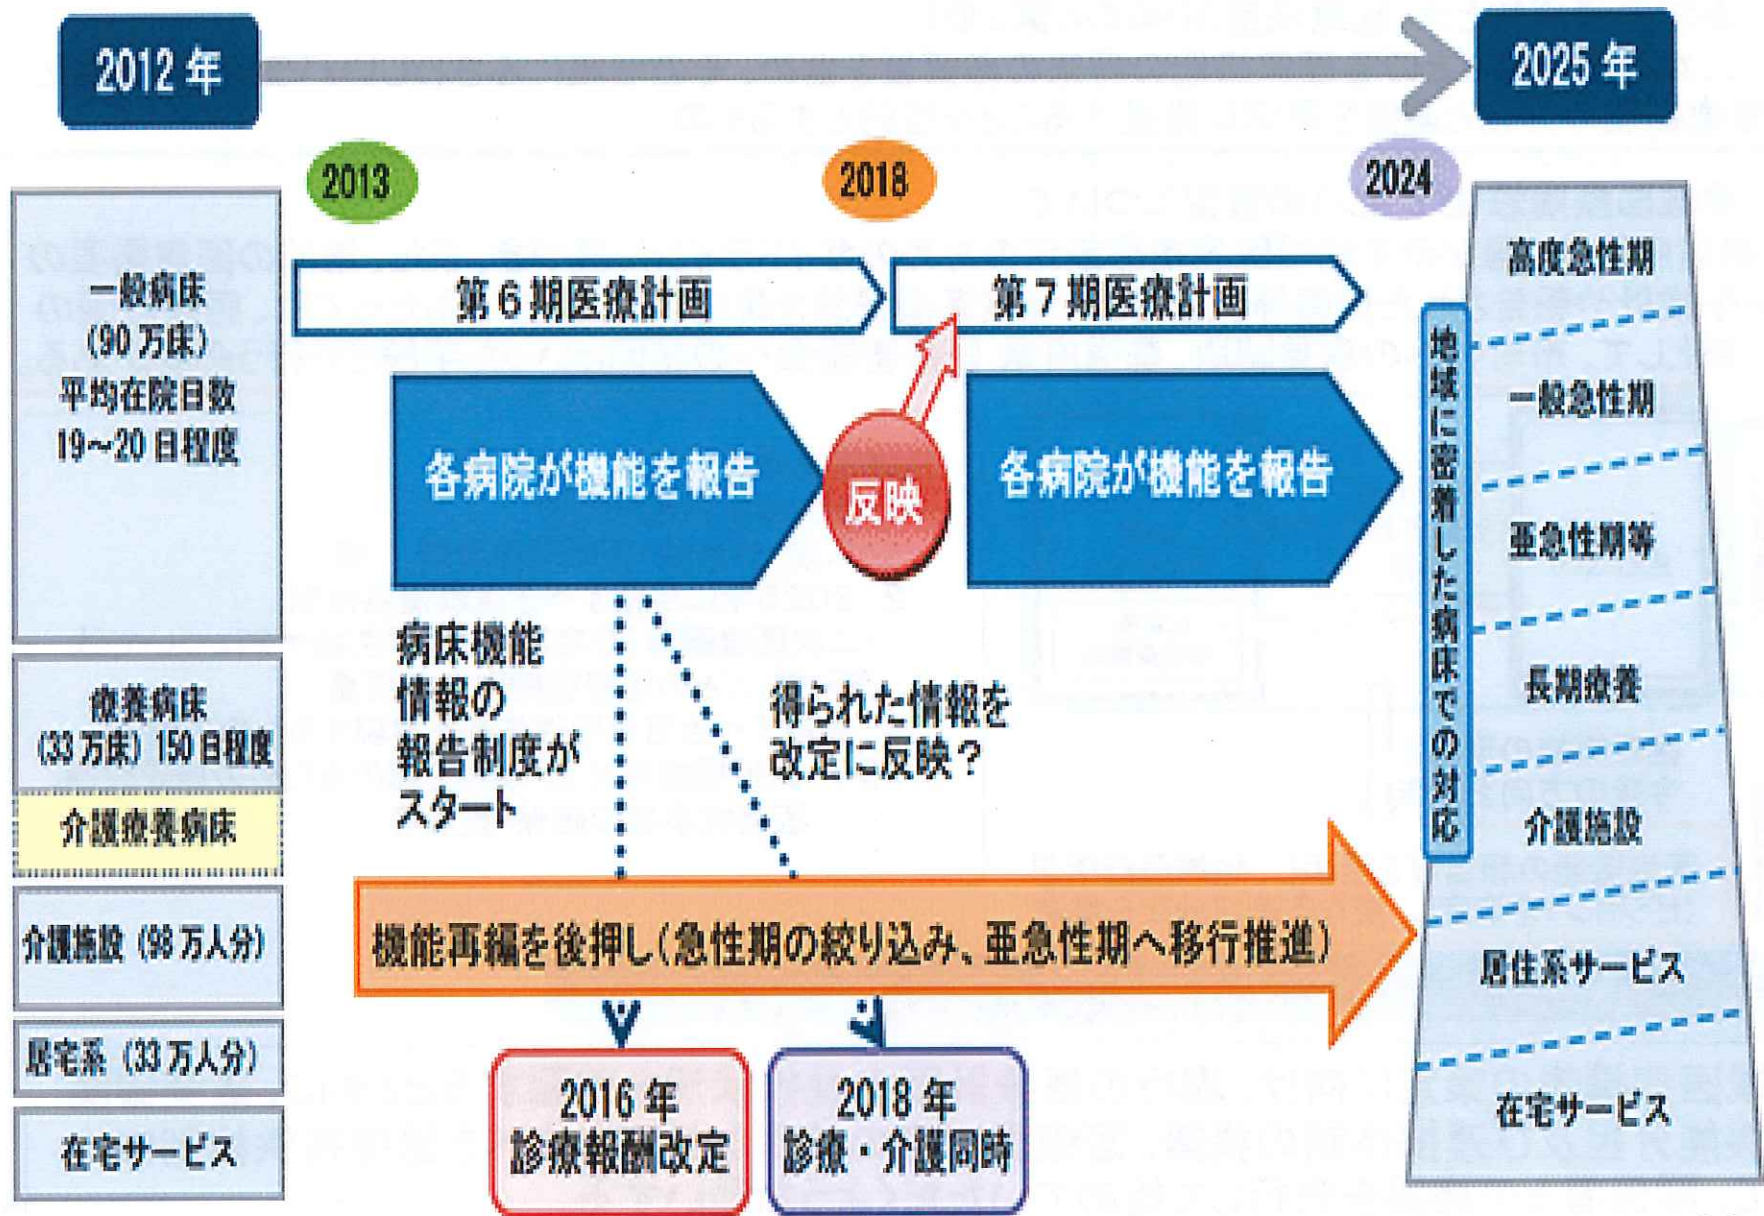 2012年
2025年
2013
2018
2024
一般病床
(90万床)
平均在院日数
19～20日程度
療養病床
(33万床)150日程度
介護療養病床
介護施設(98万人分)
居宅系(33万人分)
在宅サービス
第6期医療計画
第7期医療計画
各病院が機能を報告
反映
各病院が機能を報告
病床機能
情報の
報告制度が
スタート
得られた情報を
改定に反映?
機能再編を後押し(急性期の絞り込み、亜急性期へ移行推進)
2016年
診療報酬改定
2018年
診療・介護同時
地域に密着した病床での対応
高度急性期
一般急性期
亜急性期等
長期療養
介護施設
居住系サービス
在宅サービス